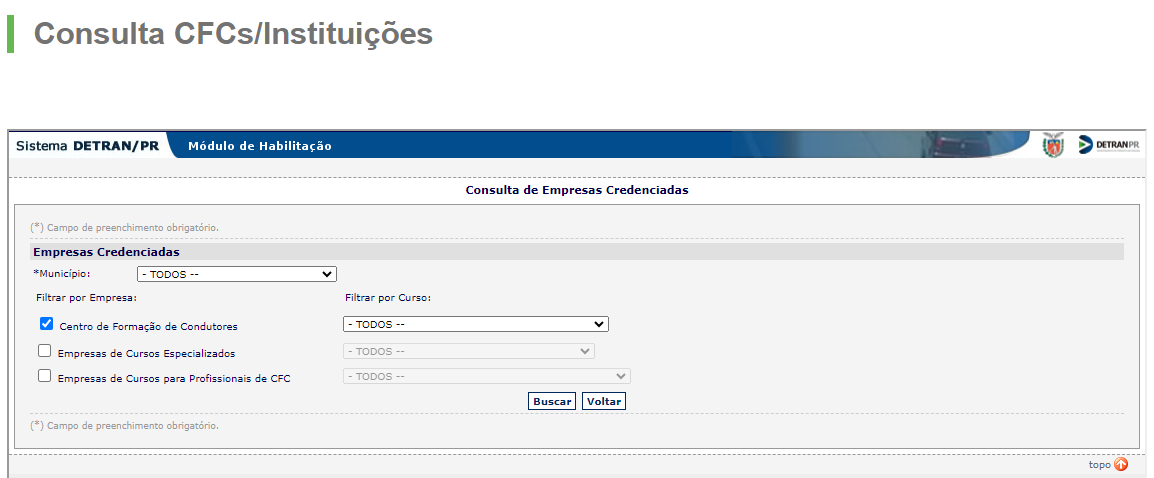 Consulta CFCs/Instituições
Sistema DETRAN/PR Módulo de Habilitação DETRANPR
Consulta de Empresas Credenciadas
(*) Campo de preenchimento obrigatório.
Empresas Credenciadas
*Município: - TODOS --
Filtrar por Empresa: Filtrar por Curso:
Centro de Formação de Condutores - TODOS --
Empresas de Cursos Especializados - TODOS --
Empresas de Cursos para Profissionais de CFC - TODOS --
Buscar Voltar
(*) Campo de preenchimento obrigatório.
topo